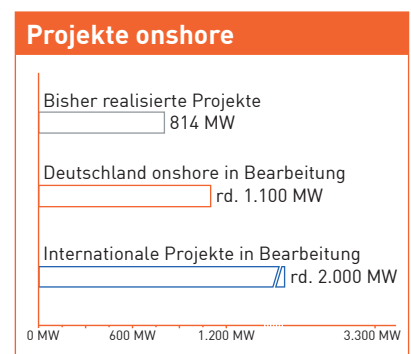 Projekte onshore
Bisher realisierte Projekte
814 MW
Deutschland onshore in Bearbeitung
rd. 1.100 MW
Internationale Projekte in Bearbeitung
rd. 2.000 MW
0 MW 600 MW 1.200 MW 3.300 MW